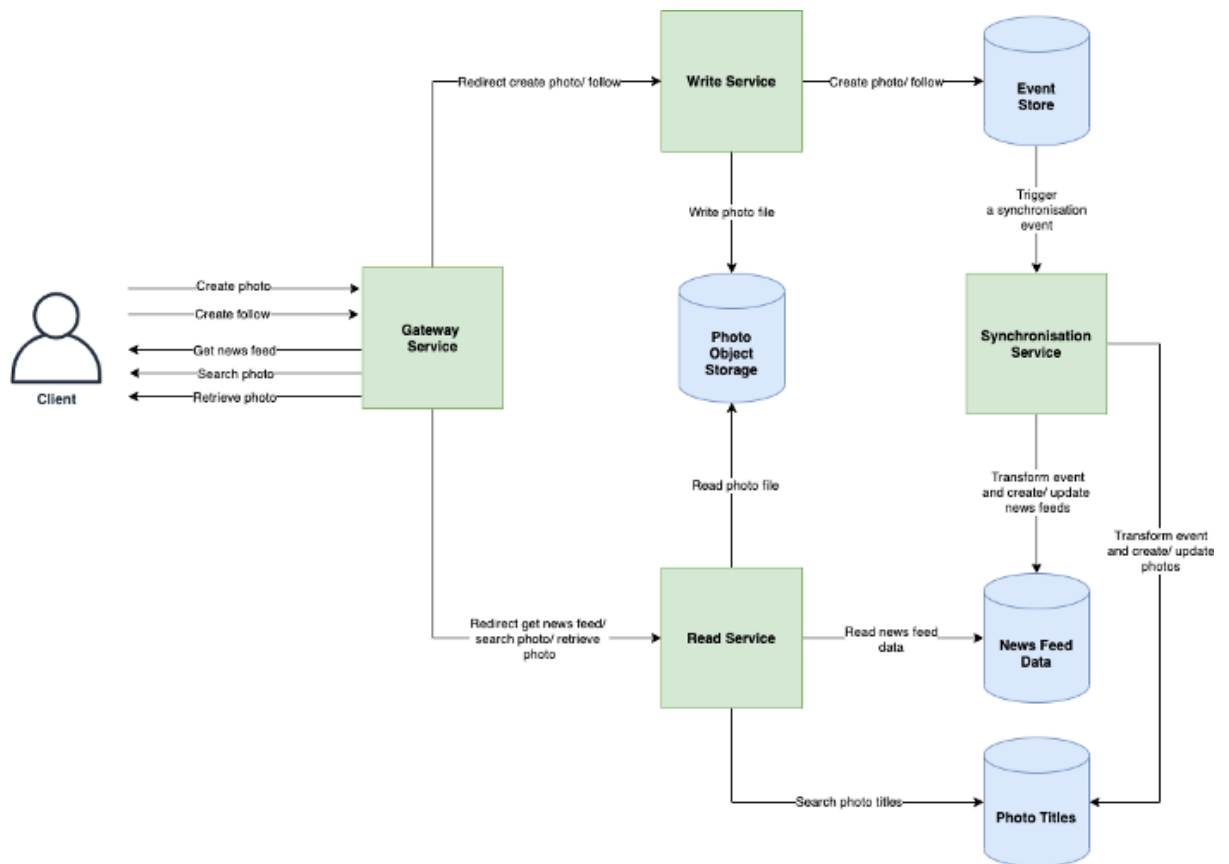 Redirect create photo/ follow
Write Service
Create photo/ follow
Event
Store
Write photo file
Trigger
a synchronisation
event
Create photo
Create follow
Get news feed
Search photo
Retrieve photo
Client
Gateway
Service
Photo
Object
Storage
Synchronisation
Service
Read photo file
Transform event
and create/ update
news feeds
Transform event
and create/ update
photos
Redirect get news feed/
search photo/ retrieve
photo
Read Service
Read news feed
data
News Feed
Data
Search photo titles
Photo Titles